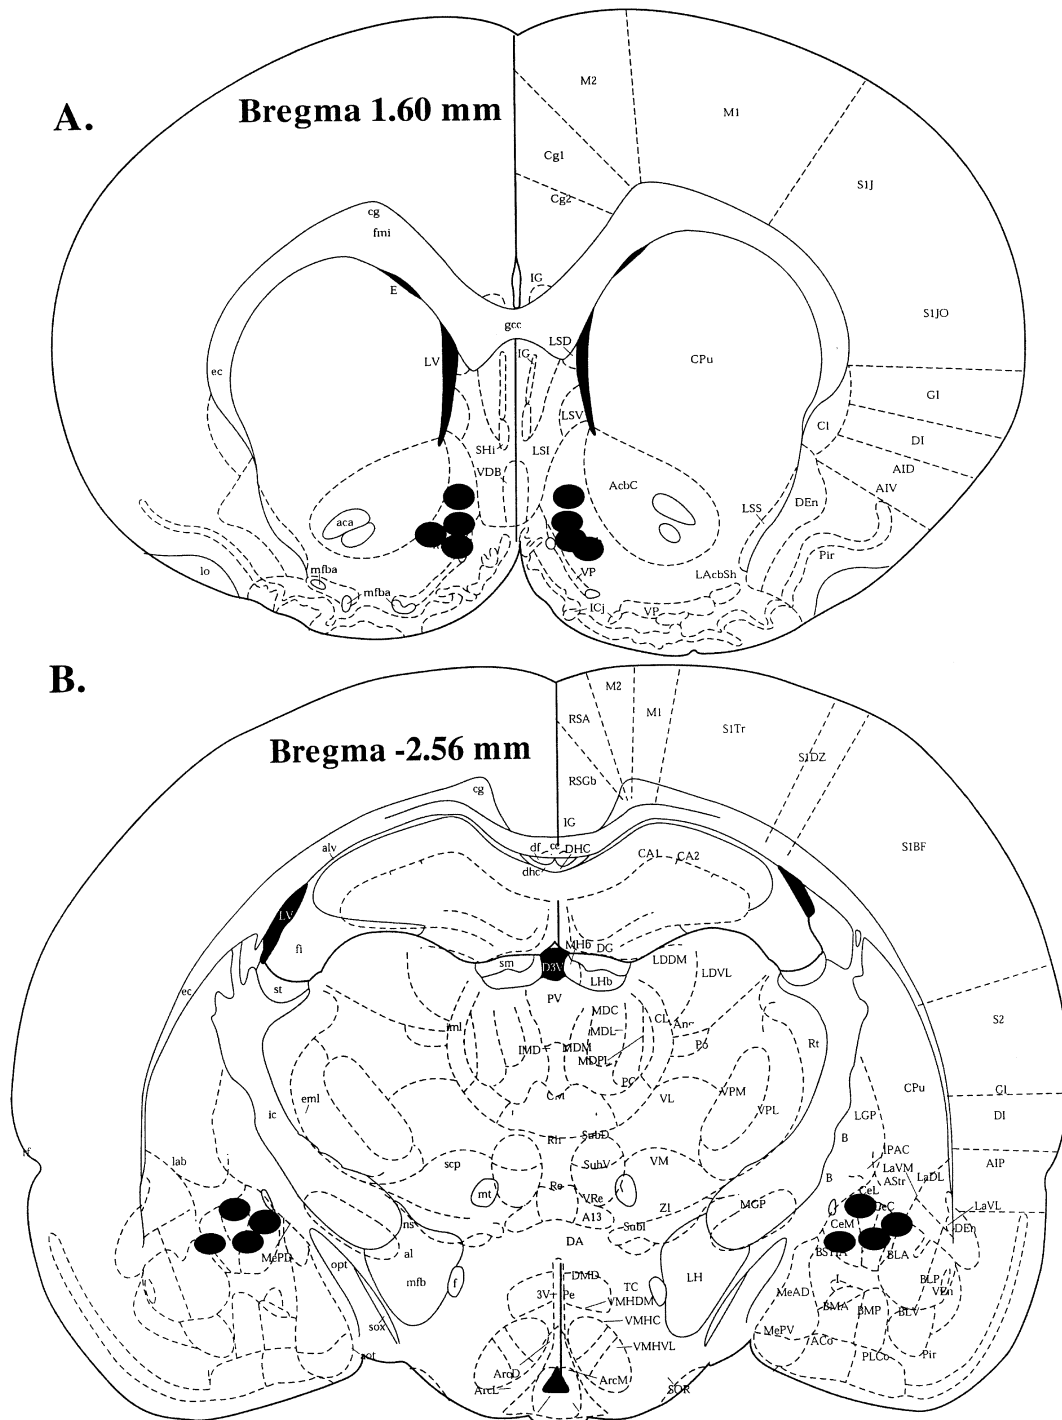 A.
Bregma 1.60 mm
M2
M1
Cg1
S1J
Cg2
cg
fmi
IG
E
S1JO
gcc
LSD
IG
LV
CPu
ec
GI
LSV
Cl
DI
SHi
LSI
AID
VDB
AcbC
AIV
DEn
LSS
aca
Pir
lo
mfba
VP
LAcbSh
mfba
ICj
VP
B.
M2
RSA
M1
S1Tr
Bregma -2.56 mm
S1DZ
RSGb
cg
IG
alv
df
cc
DHC
CA1
CA2
S1BF
dhc
LV
fi
MHb
DG
sm
D3V
LDDM
LDVL
LHb
st
ec
PV
MDC
CL
Ang
S2
iml
MDL
Po
Rt
IMD
MDM
MDPL
PC
CPu
GI
eml
CM
VL
VPM
VPL
LGP
DI
ic
Rh
SubD
B
rf
lab
scp
SubV
VM
IPAC
AIP
LaVM
B
AStr
LaDL
mt
Re
VRe
CeL
LaVL
MGP
CeC
ns
A13
SubI
ZI
CeM
DEn
DA
al
BLA
MePD
opt
mfb
f
DMD
LH
I
BLP
3V
Pe
TC
MeAD
VEn
VMHDM
BMA
BMP
BLV
sox
VMHC
MePV
ACo
VMHVL
PLCo
Pir
sot
ArcD
ArcM
ArcL
SOR